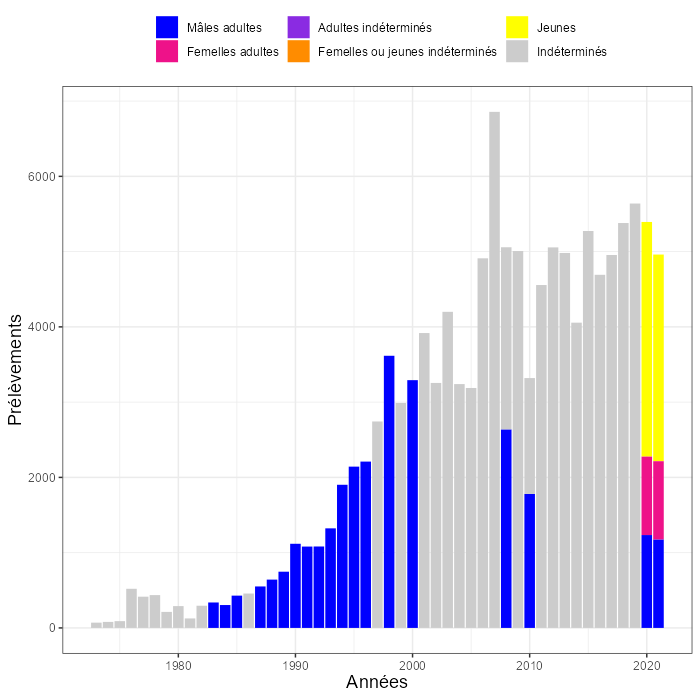 Mâles adultes
Adultes indéterminés
Jeunes
Femelles adultes
Femelles ou jeunes indéterminés
Indéterminés
6000
4000
2000
0
Prélèvements
1980
1990
2000
2010
2020
Années